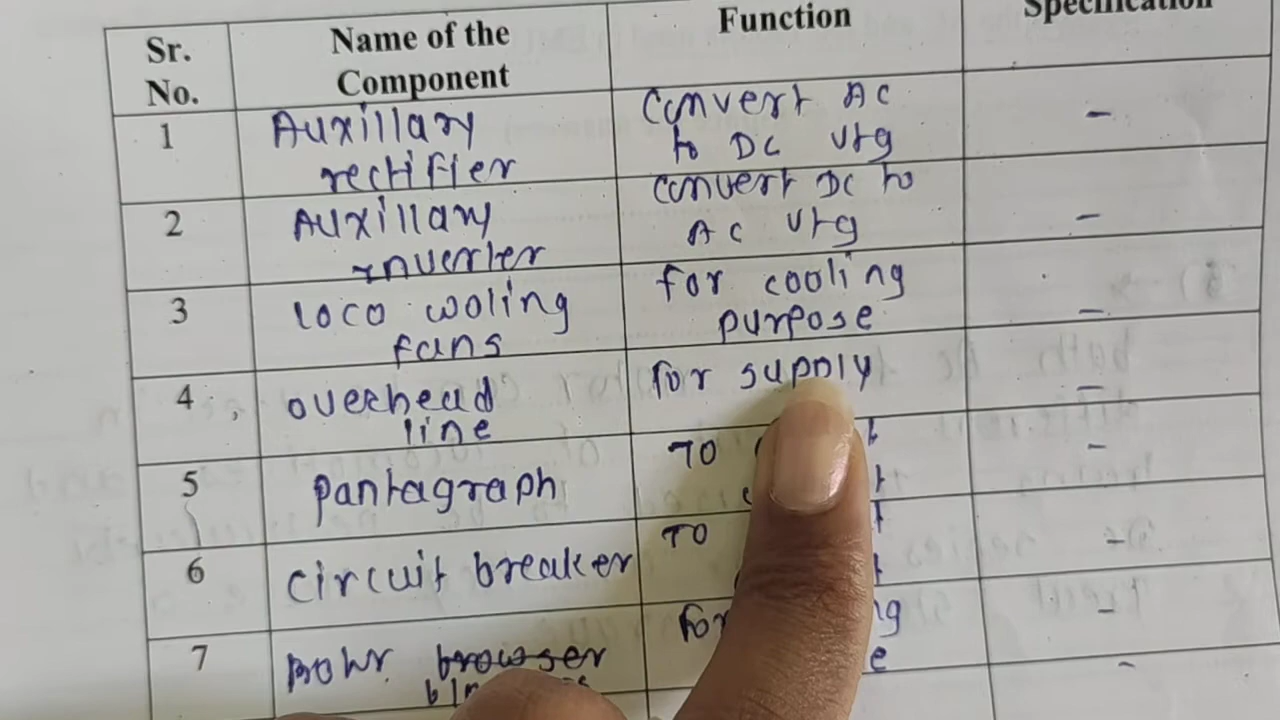 Sr. No.
Name of the Component
Function
Specification
1
Auxillary rectifier
Convert AC to DC Vtg
-
2
Auxillary inverter
Convert DC to AC Vtg
-
3
loco cooling fans
for cooling purpose
-
4
overhead line
for supply
-
5
pantagraph
TO
-
6
circuit breaker
TO
-
7
for
-
-